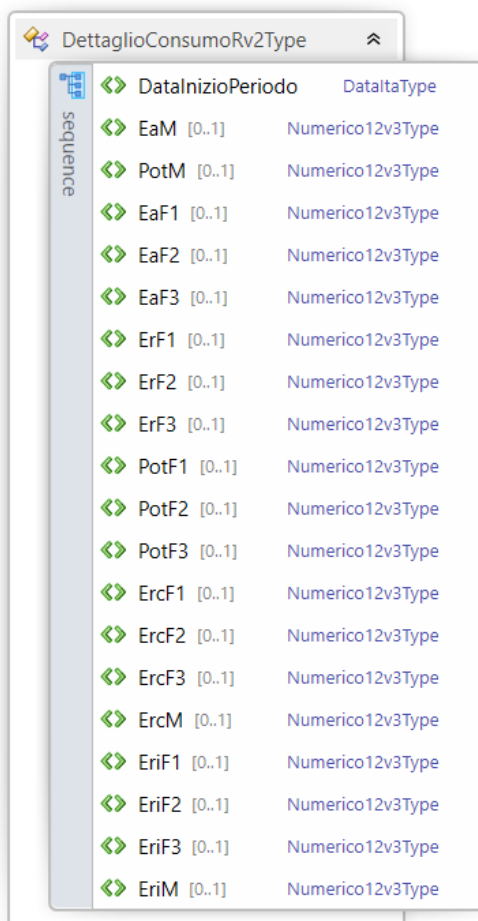 DettaglioConsumoRv2Type
sequence
DataInizioPeriodo DataItaType
EaM [0..1] Numerico12v3Type
PotM [0..1] Numerico12v3Type
EaF1 [0..1] Numerico12v3Type
EaF2 [0..1] Numerico12v3Type
EaF3 [0..1] Numerico12v3Type
ErF1 [0..1] Numerico12v3Type
ErF2 [0..1] Numerico12v3Type
ErF3 [0..1] Numerico12v3Type
PotF1 [0..1] Numerico12v3Type
PotF2 [0..1] Numerico12v3Type
PotF3 [0..1] Numerico12v3Type
ErcF1 [0..1] Numerico12v3Type
ErcF2 [0..1] Numerico12v3Type
ErcF3 [0..1] Numerico12v3Type
ErcM [0..1] Numerico12v3Type
EriF1 [0..1] Numerico12v3Type
EriF2 [0..1] Numerico12v3Type
EriF3 [0..1] Numerico12v3Type
EriM [0..1] Numerico12v3Type